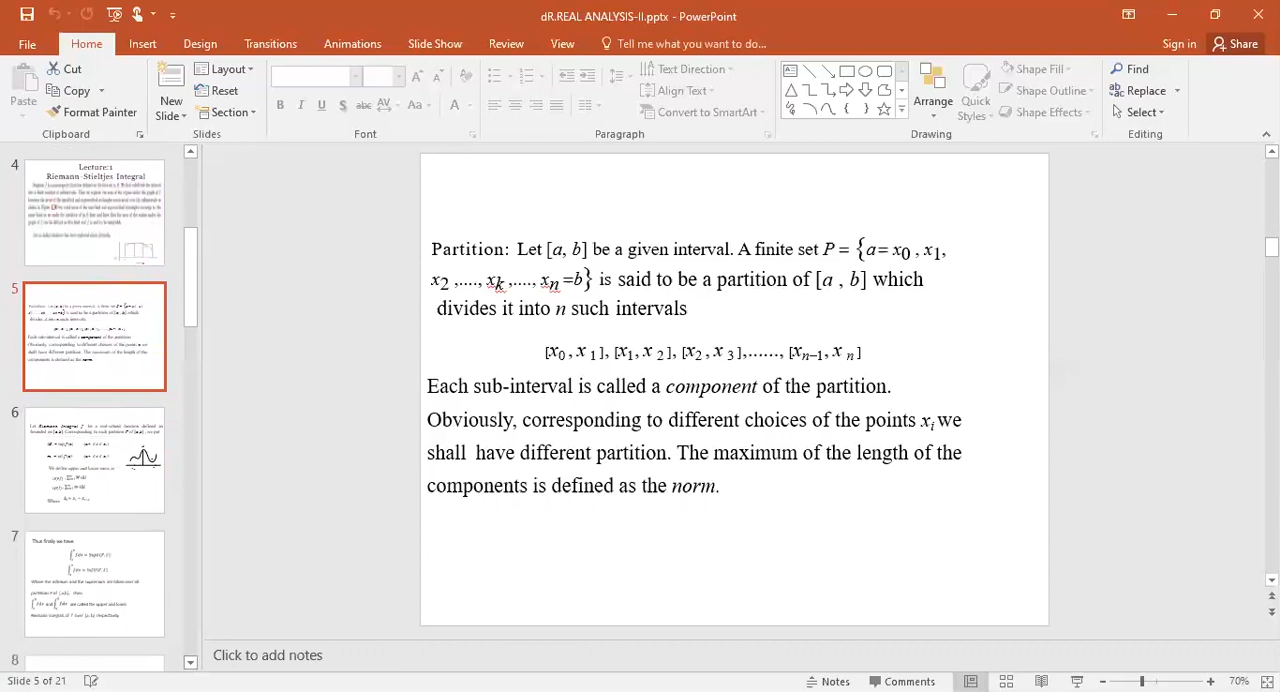 dR.REAL ANALYSIS-II.pptx - PowerPoint
File Home Insert Design Transitions Animations Slide Show Review View Tell me what you want to do... Sign in Share
Paste Cut Copy Format Painter
Clipboard
New Slide Layout Reset Section
Slides
B I U S abc AV Aa A
Font
Text Direction Align Text Convert to SmartArt
Paragraph
Arrange Quick Styles Shape Fill Shape Outline Shape Effects
Drawing
Find Replace Select
Editing
4
Lecture:1
Riemann-Stieltjes Integral
5
6
7
Thus finally we have
8
Partition: Let [a, b] be a given interval. A finite set P = {a= x0 , x1,
x2 ,...., xk ,...., xn =b} is said to be a partition of [a , b] which
divides it into n such intervals
[x0 , x 1], [x1, x 2], [x2, x 3],......, [xn–1, x n]
Each sub-interval is called a component of the partition.
Obviously, corresponding to different choices of the points xi we
shall have different partition. The maximum of the length of the
components is defined as the norm.
Click to add notes
Slide 5 of 21 Notes Comments 70%